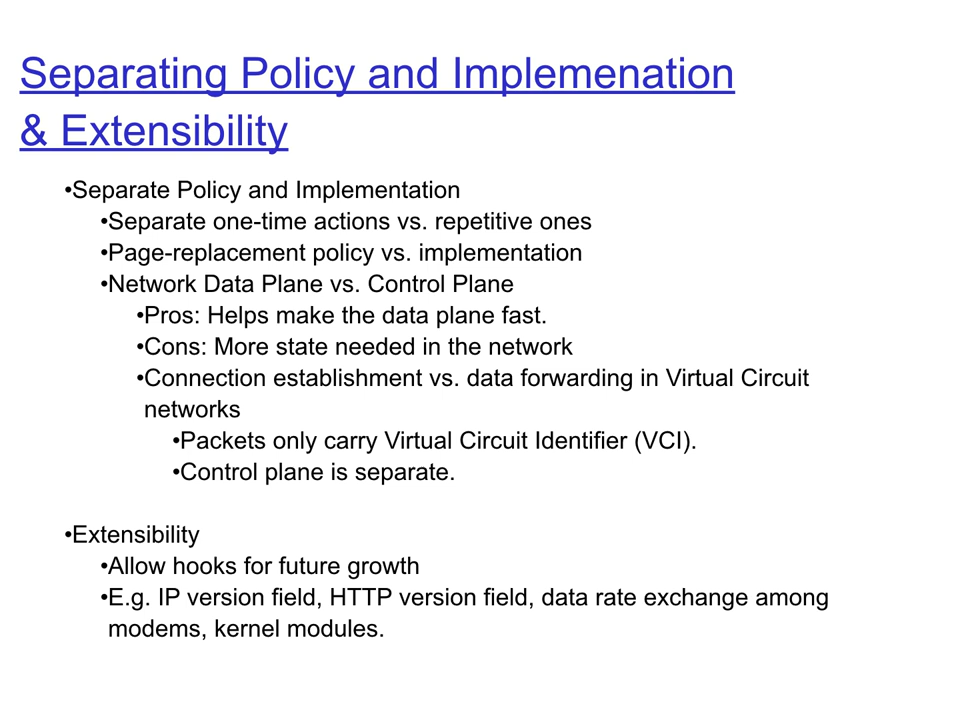 Separating Policy and Implemenation
& Extensibility
•Separate Policy and Implementation
•Separate one-time actions vs. repetitive ones
•Page-replacement policy vs. implementation
•Network Data Plane vs. Control Plane
•Pros: Helps make the data plane fast.
•Cons: More state needed in the network
•Connection establishment vs. data forwarding in Virtual Circuit
networks
•Packets only carry Virtual Circuit Identifier (VCI).
•Control plane is separate.
•Extensibility
•Allow hooks for future growth
•E.g. IP version field, HTTP version field, data rate exchange among
modems, kernel modules.